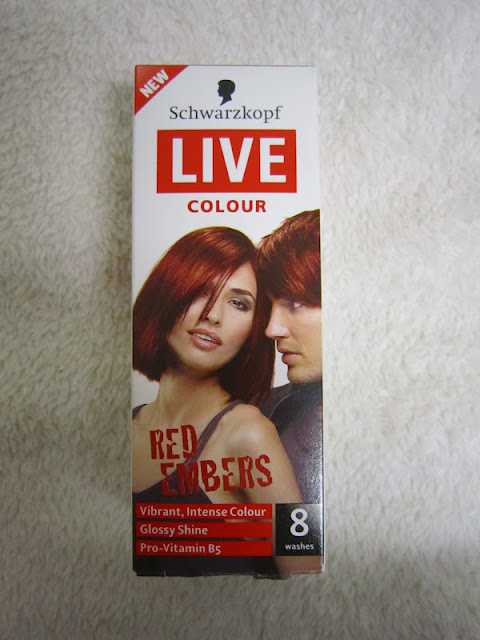 NEW
Schwarzkopf
LIVE
COLOUR
RED
EMBERS
Vibrant, Intense Colour
Glossy Shine
Pro-Vitamin B5
8
washes